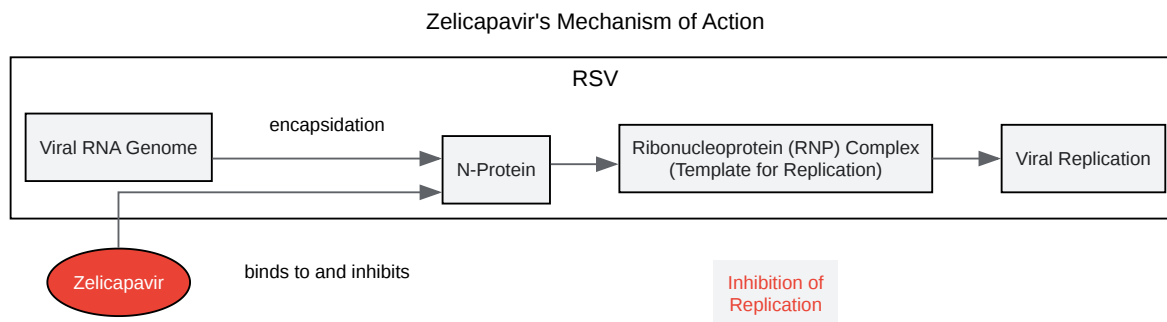 Zelicapavir's Mechanism of Action
RSV
Viral RNA Genome
encapsidation
N-Protein
Ribonucleoprotein (RNP) Complex
(Template for Replication)
Viral Replication
Zelicapavir
binds to and inhibits
Inhibition of
Replication